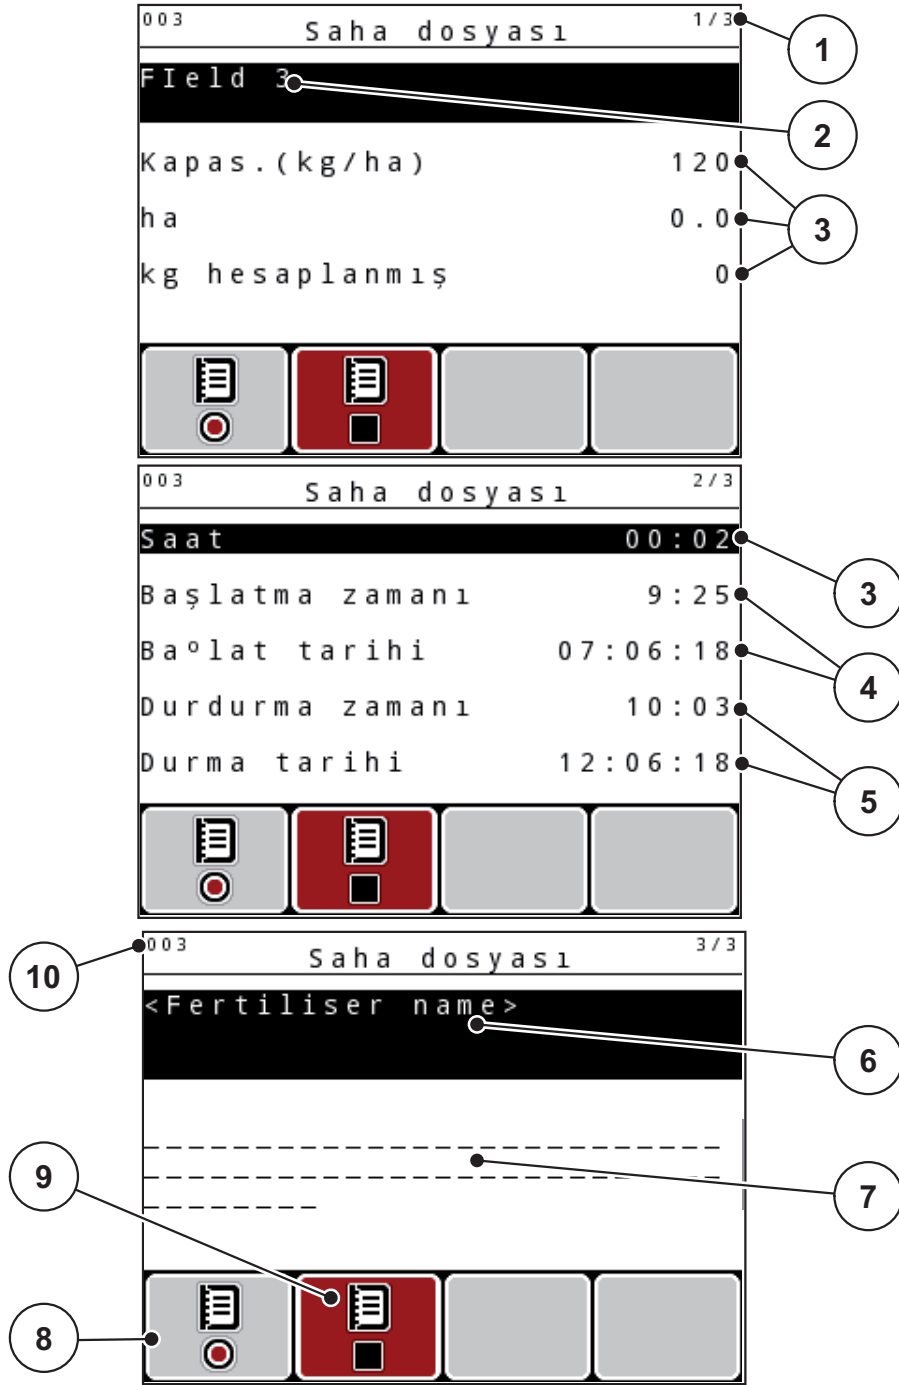 003 Saha dosyası 1/3
1
FIeld 3
2
Kapas.(kg/ha) 120
ha 0.0
3
kg hesaplanmış 0
003 Saha dosyası 2/3
Saat 00:02
3
Başlatma zamanı 9:25
Baºlat tarihi 07:06:18
4
Durdurma zamanı 10:03
Durma tarihi 12:06:18
5
10
003 Saha dosyası 3/3
<Fertiliser name>
6
9
7
8